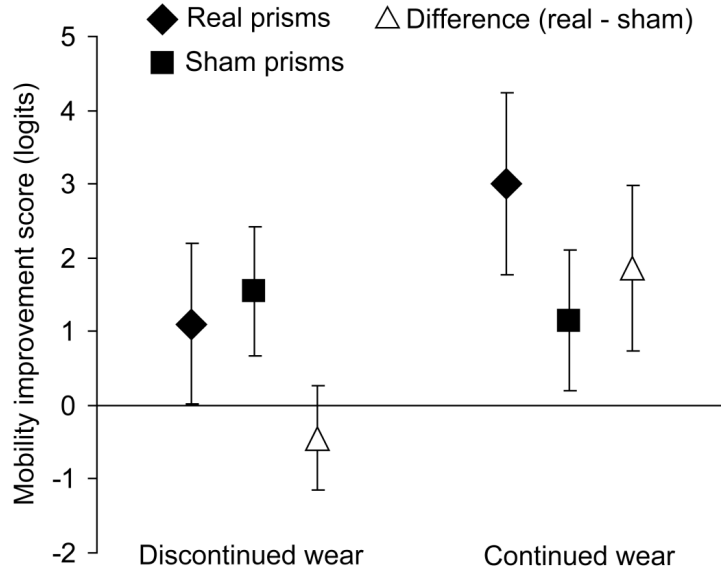 Real prisms
Difference (real - sham)
Sham prisms
Mobility improvement score (logits)
5
4
3
2
1
0
-1
-2
Discontinued wear
Continued wear